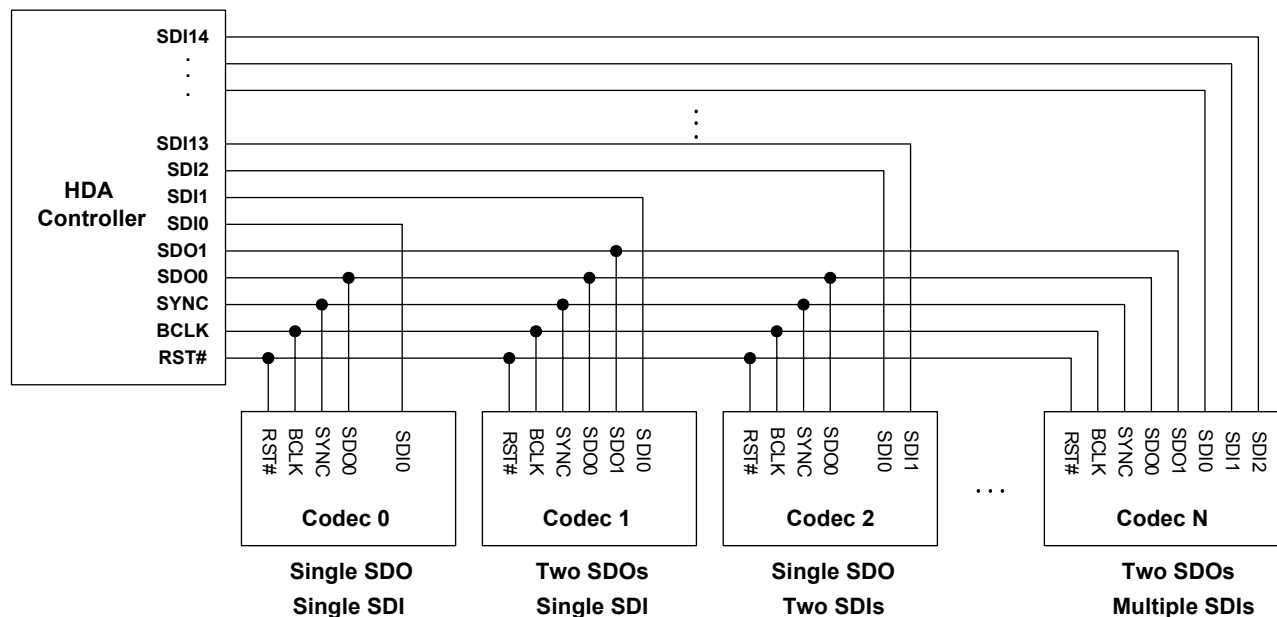 SDI14
.
.
.
SDI13
SDI2
SDI1
SDI0
SDO1
SDO0
SYNC
BCLK
RST#
HDA
Controller
...
RST#
BCLK
SYNC
SDO0
SDI0
Codec 0
Single SDO
Single SDI
RST#
BCLK
SYNC
SDO0
SDO1
SDI0
Codec 1
Two SDOs
Single SDI
RST#
BCLK
SYNC
SDO0
SDI0
SDI1
Codec 2
Single SDO
Two SDIs
. . .
RST#
BCLK
SYNC
SDO0
SDO1
SDI0
SDI1
SDI2
Codec N
Two SDOs
Multiple SDIs